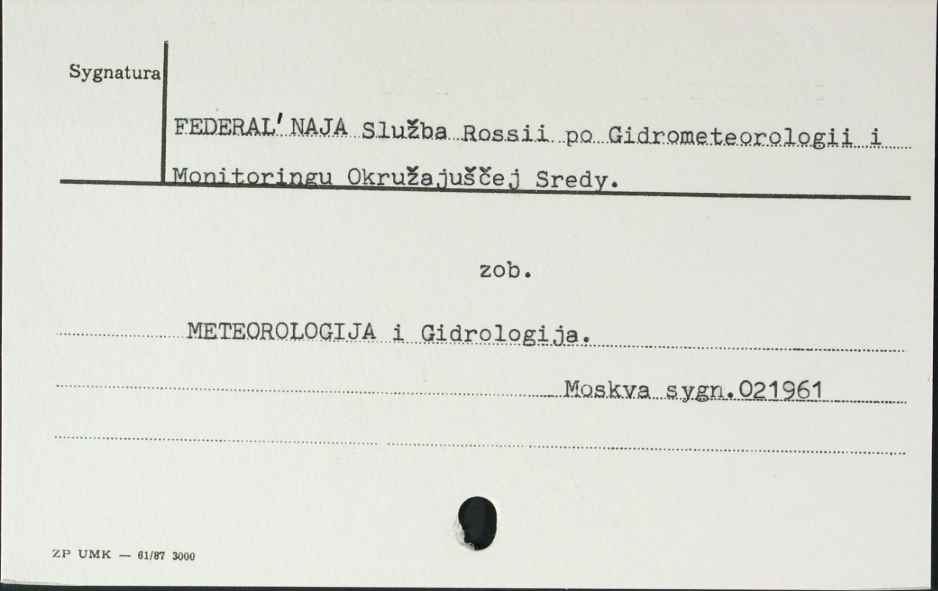 Sygnatura
FEDERAL'NAJA Služba Rossii po Gidrometeorologii i
Monitoringu Okružajuščej Sredy.
zob.
METEOROLOGIJA i Gidrologija.
Moskva sygn.021961
ZP UMK — 61/87 3000